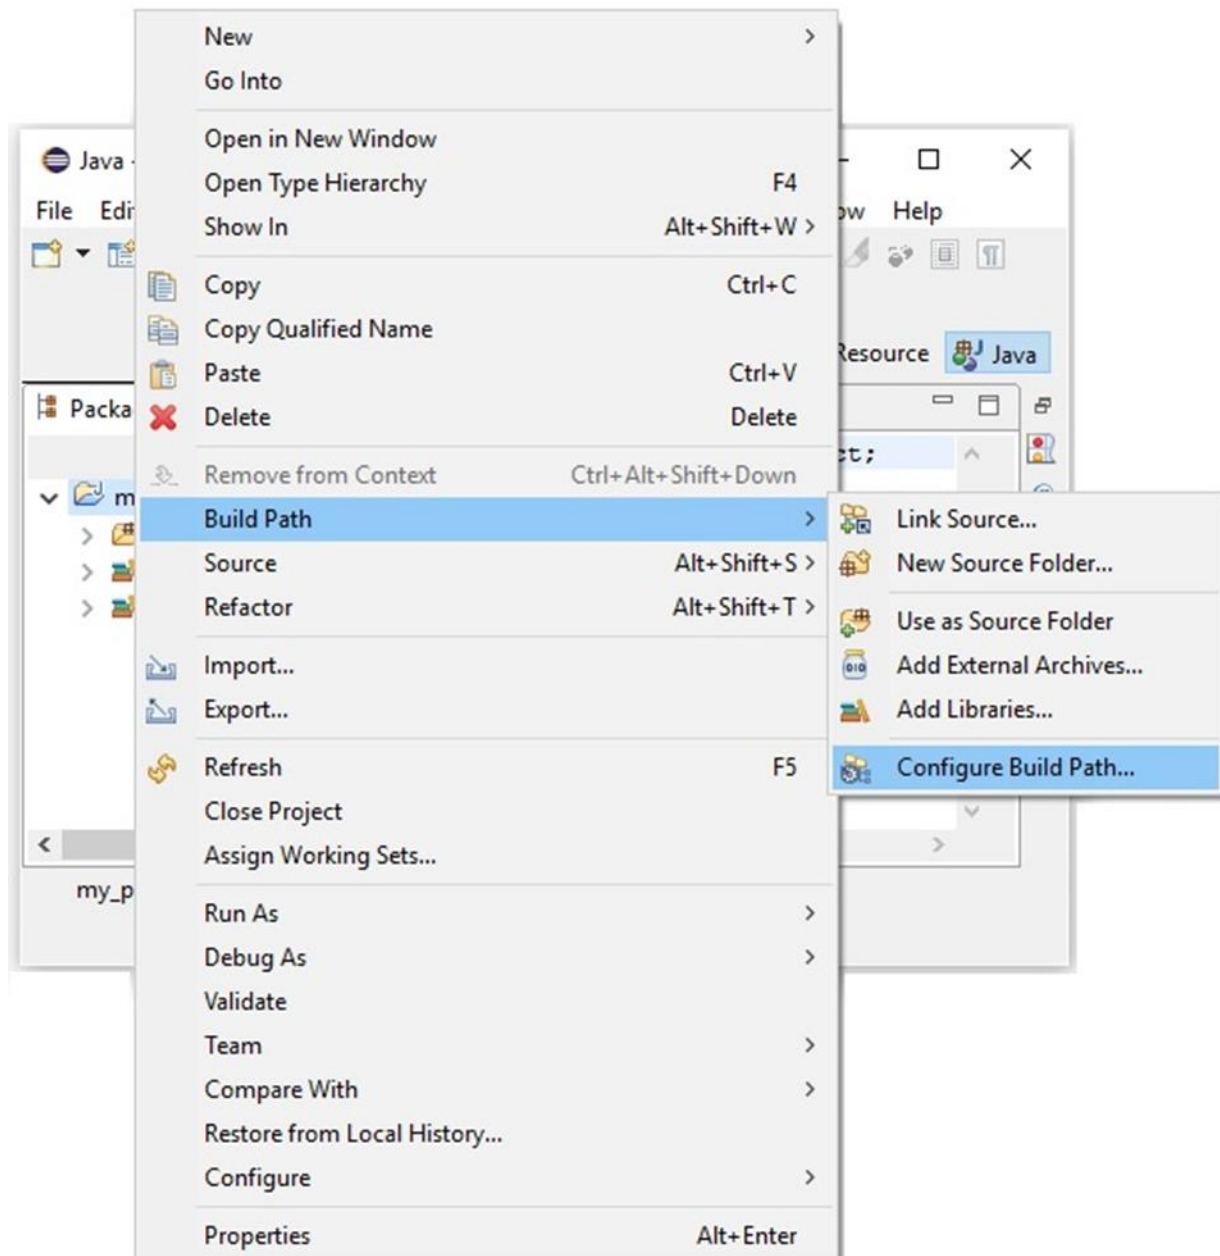 New
Go Into
Open in New Window
Java -
Open Type Hierarchy F4
File Edi
Show In Alt+Shift+W
ow Help
Copy Ctrl+C
Copy Qualified Name
Resource Java
Paste Ctrl+V
Packa
Delete Delete
ct;
Remove from Context Ctrl+Alt+Shift+Down
m
Build Path
Link Source...
Source Alt+Shift+S
New Source Folder...
Refactor Alt+Shift+T
Use as Source Folder
Import...
Add External Archives...
Export...
Add Libraries...
Refresh F5
Configure Build Path...
Close Project
Assign Working Sets...
my_p
Run As
Debug As
Validate
Team
Compare With
Restore from Local History...
Configure
Properties Alt+Enter